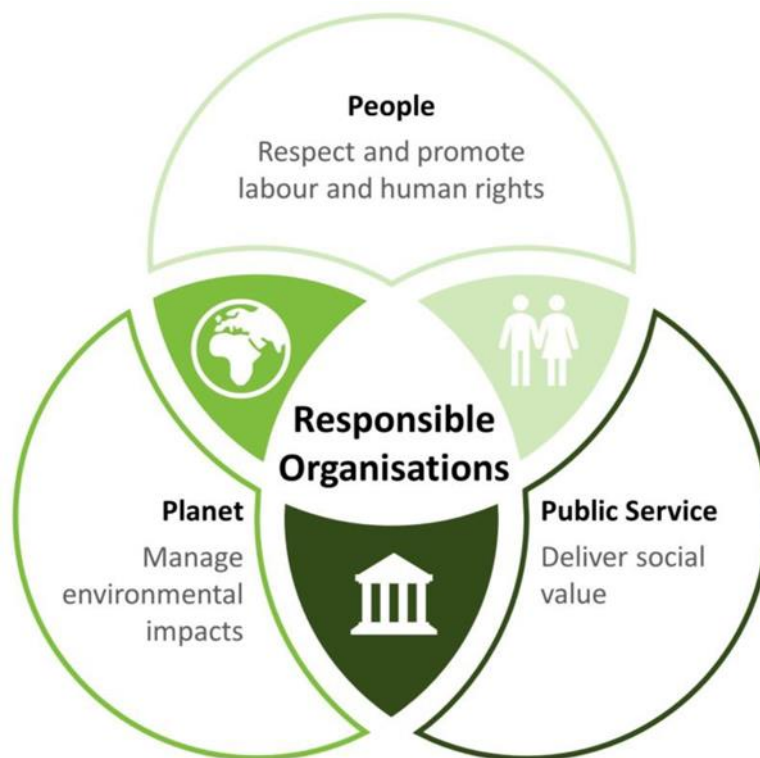 People
Respect and promote
labour and human rights
Responsible
Organisations
Planet
Manage
environmental
impacts
Public Service
Deliver social
value